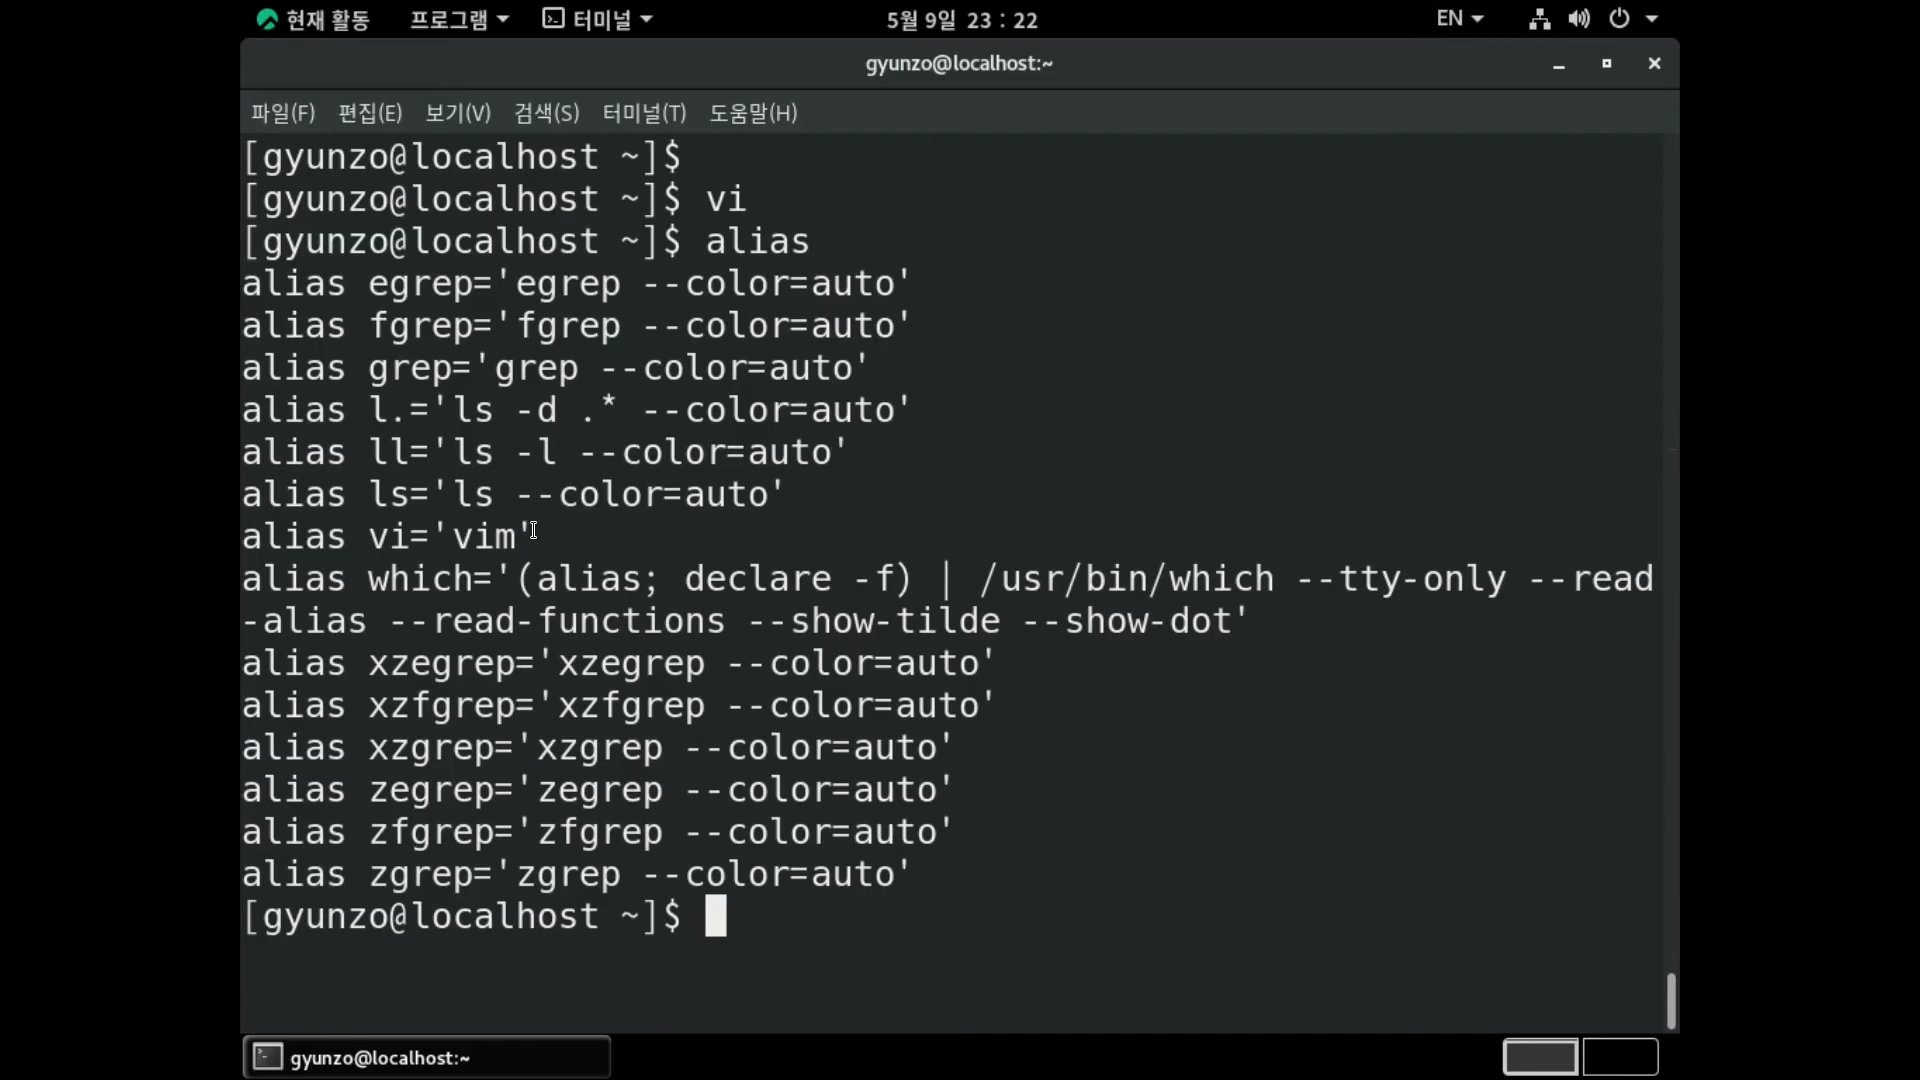 현재 활동 프로그램 터미널 5월 9일 23 : 22 EN
gyunzo@localhost:~
파일(F) 편집(E) 보기(V) 검색(S) 터미널(T) 도움말(H)
[gyunzo@localhost ~]$
[gyunzo@localhost ~]$ vi
[gyunzo@localhost ~]$ alias
alias egrep='egrep --color=auto'
alias fgrep='fgrep --color=auto'
alias grep='grep --color=auto'
alias l.='ls -d .* --color=auto'
alias ll='ls -l --color=auto'
alias ls='ls --color=auto'
alias vi='vim'
alias which='(alias; declare -f) | /usr/bin/which --tty-only --read
-alias --read-functions --show-tilde --show-dot'
alias xzegrep='xzegrep --color=auto'
alias xzfgrep='xzfgrep --color=auto'
alias xzgrep='xzgrep --color=auto'
alias zegrep='zegrep --color=auto'
alias zfgrep='zfgrep --color=auto'
alias zgrep='zgrep --color=auto'
[gyunzo@localhost ~]$
gyunzo@localhost:~